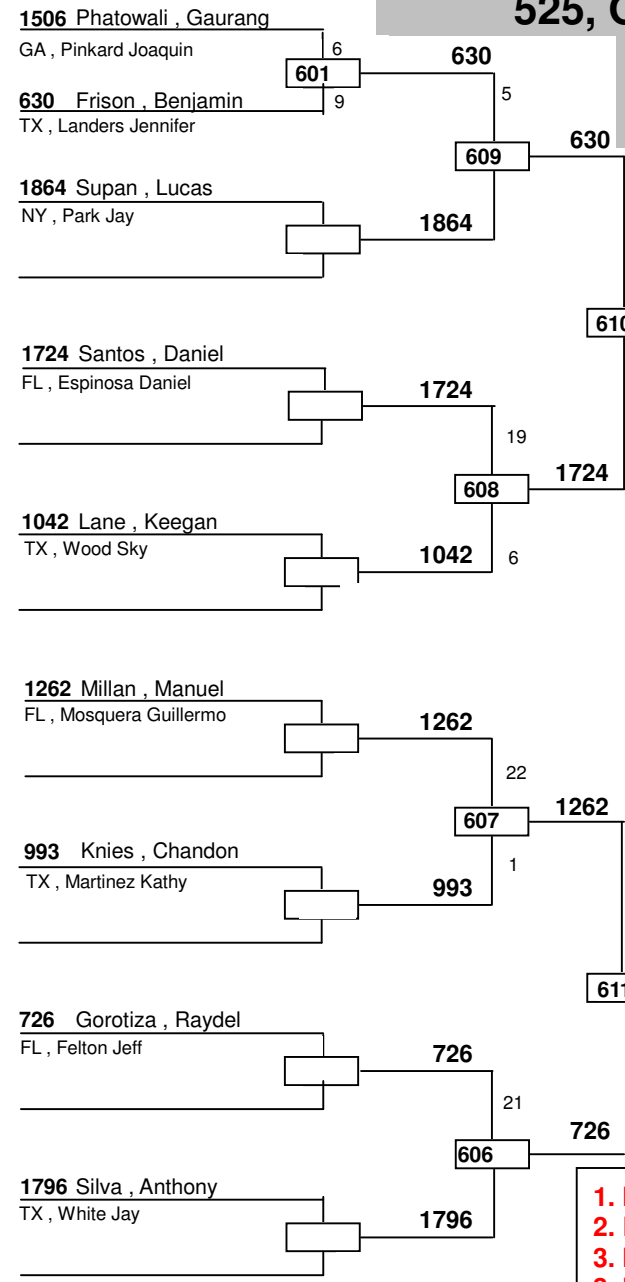 525,
1506 Phatowali , Gaurang
GA , Pinkard Joaquin
6
630
601
630 Frison , Benjamin
9
5
TX , Landers Jennifer
630
609
1864 Supan , Lucas
NY , Park Jay
1864
610
1724 Santos , Daniel
FL , Espinosa Daniel
1724
19
1724
608
1042 Lane , Keegan
TX , Wood Sky
1042
6
1262 Millan , Manuel
FL , Mosquera Guillermo
1262
22
1262
607
993 Knies , Chandon
1
TX , Martinez Kathy
993
611
726 Gorotiza , Raydel
FL , Felton Jeff
726
21
726
606
1796 Silva , Anthony
TX , White Jay
1796
1.
2.
3.